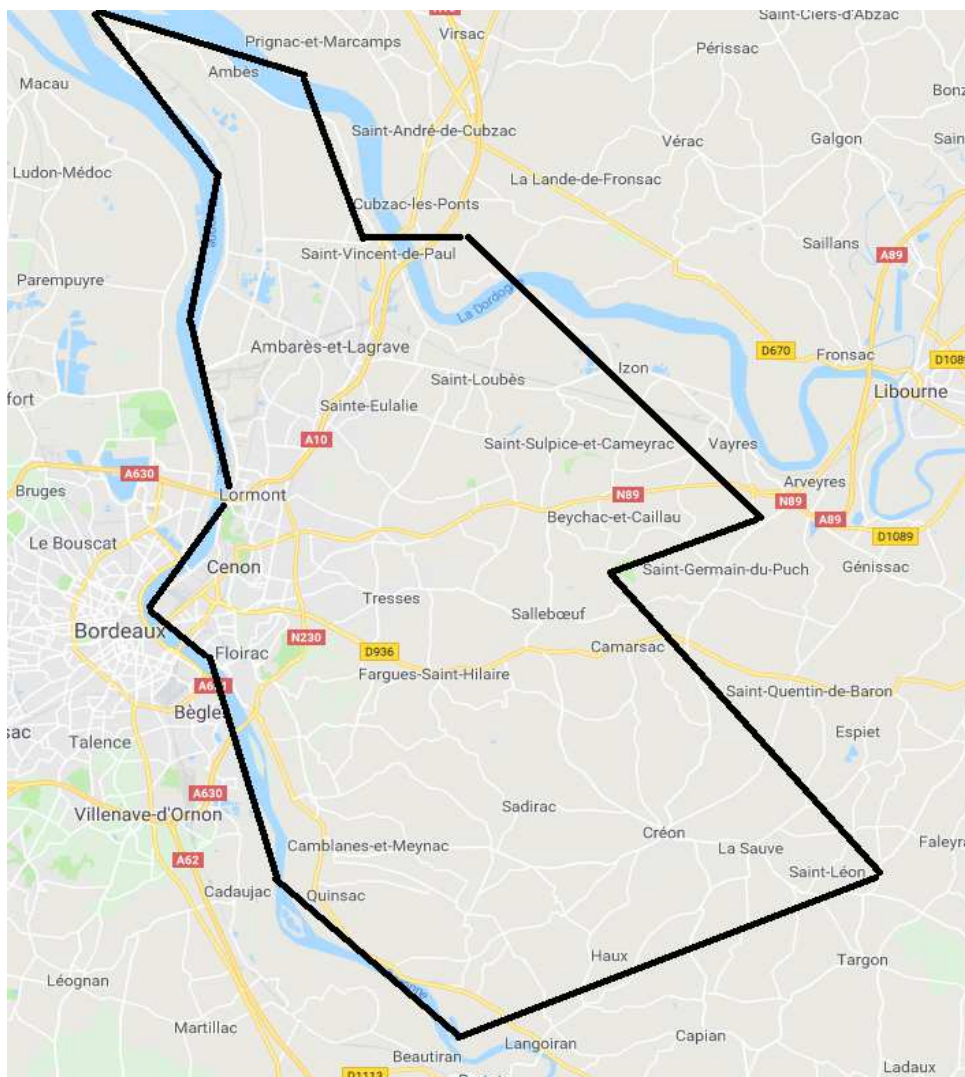 Saint-Ciers-d'Abzac
Virsac
Prignac-et-Marcamps
Périssac
Ambès
Macau
Saint-André-de-Cubzac
Vérac
Galgon
Ludon-Médoc
La Lande-de-Fronsac
Cubzac-les-Ponts
Saillans
Saint-Vincent-de-Paul
A89
Parempuyre
La Dordog
Ambarès-et-Lagrave
D670
Fronsac
D1089
Izon
Saint-Loubès
Libourne
Sainte-Eulalie
A10
Saint-Sulpice-et-Cameyrac
Vayres
A630
Arveyres
Bruges
Lormont
N89
N89
Beychac-et-Caillau
A89
Le Bouscat
D1089
Cenon
Saint-Germain-du-Puch
Génissac
Tresses
Sallebœuf
Bordeaux
N230
Camarsac
Floirac
D936
Fargues-Saint-Hilaire
Saint-Quentin-de-Baron
Bègles
Espiet
Talence
A630
Sadirac
Villenave-d'Ornon
Créon
Camblanes-et-Meynac
La Sauve
A62
Saint-Léon
Cadaujac
Quinsac
Haux
Targon
Léognan
Martillac
Capian
Langoiran
Beautiran
Ladaux
D1113